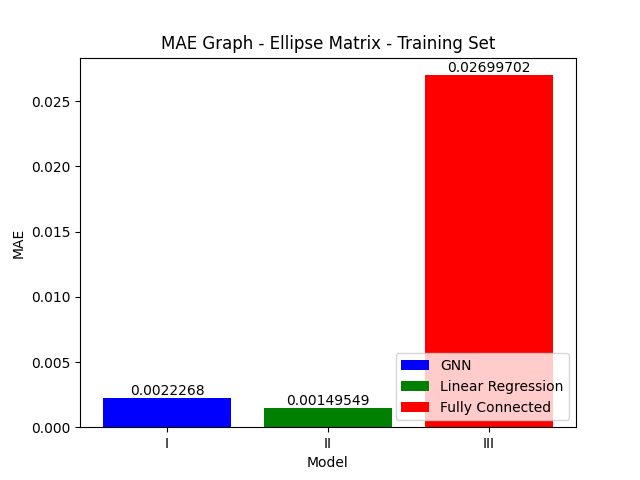 MAE Graph - Ellipse Matrix - Training Set
0.02699702
0.025
0.020
0.015
0.010
0.005
0.000
MAE
0.0022268
0.00149549
GNN
Linear Regression
Fully Connected
I
II
III
Model